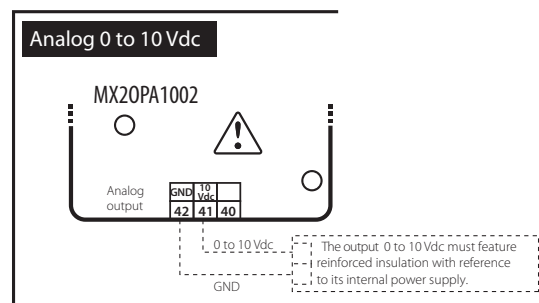 Analog 0 to 10 Vdc
MX2OPA1002
Analog
output
GND 10
Vdc
42 41 40
0 to 10 Vdc
GND
The output 0 to 10 Vdc must feature
reinforced insulation with reference
to its internal power supply.